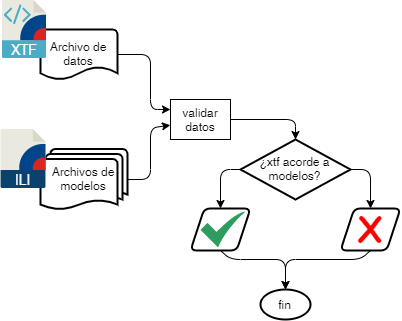 </>
XTF
Archivo de
datos
validar
datos
ILI
Archivos de
modelos
¿xtf acorde a
modelos?
fin